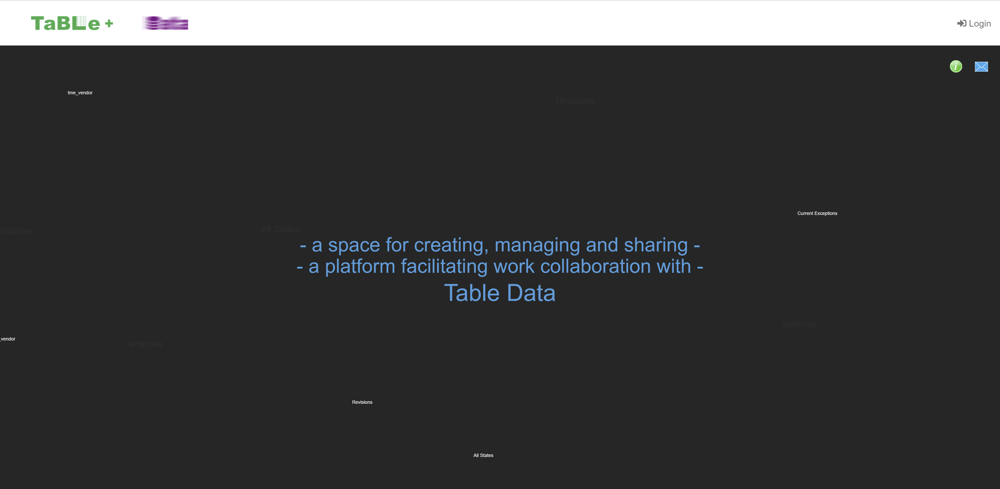 TaBLe +
Login
tme_vendor
Revisions
Current Exceptions
ceptions
All States
- a space for creating, managing and sharing -
- a platform facilitating work collaboration with -
Table Data
antenna
_vendor
antenna
Revisions
All States